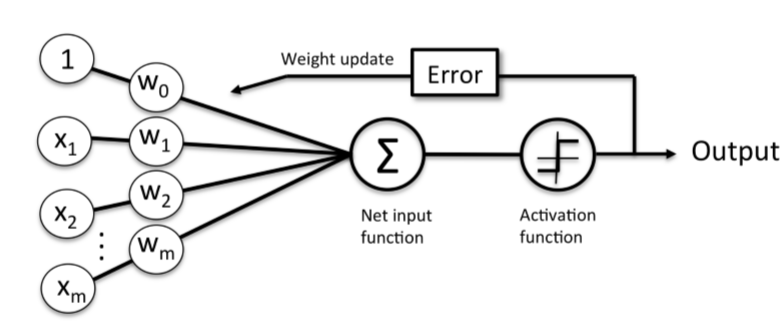 1
w0
Weight update
Error
x1
w1
Σ
Output
x2
w2
Net input
function
Activation
function
⋮
wm
xm